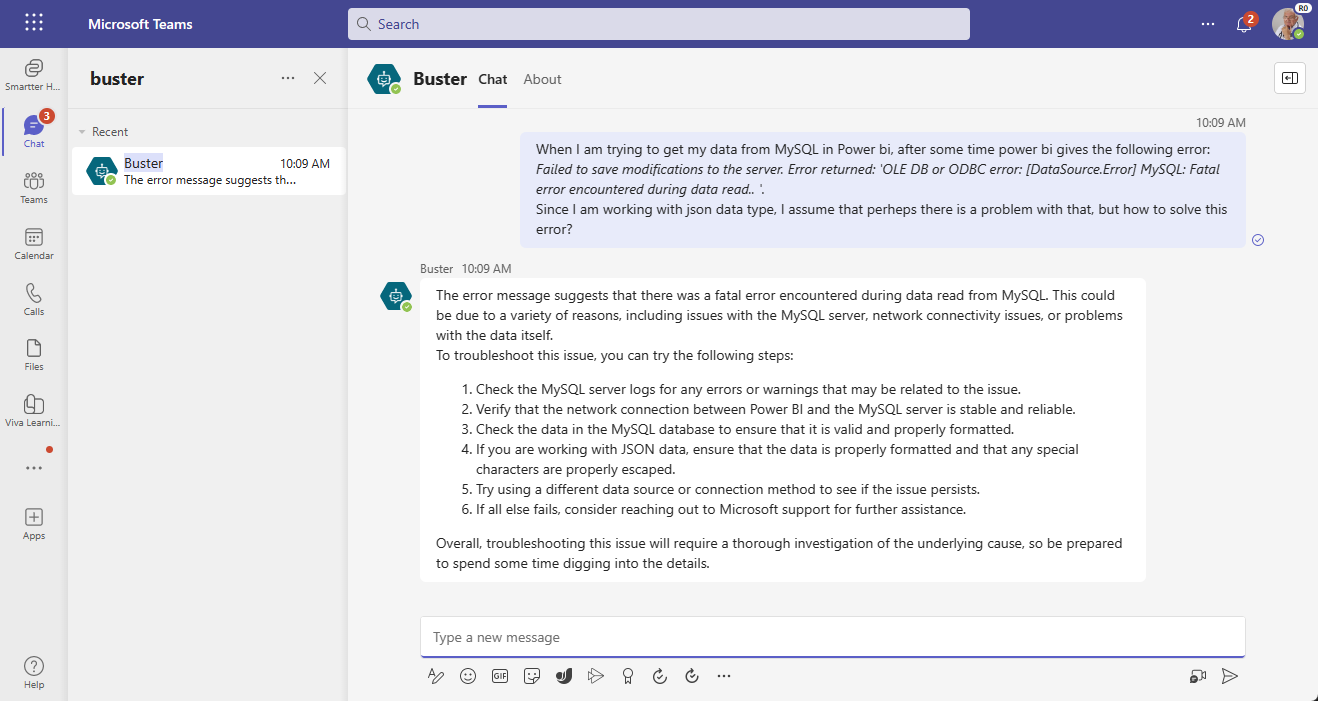 Microsoft Teams
Search
2
R0
Smartter H...
3
Chat
Teams
Calendar
Calls
Files
Viva Learni...
Apps
Help
buster
Recent
Buster 10:09 AM
The error message suggests th...
Buster Chat About
10:09 AM
When I am trying to get my data from MySQL in Power bi, after some time power bi gives the following error:
Failed to save modifications to the server. Error returned: 'OLE DB or ODBC error: [DataSource.Error] MySQL: Fatal
error encountered during data read.. '.
Since I am working with json data type, I assume that perheps there is a problem with that, but how to solve this
error?
Buster 10:09 AM
The error message suggests that there was a fatal error encountered during data read from MySQL. This could
be due to a variety of reasons, including issues with the MySQL server, network connectivity issues, or problems
with the data itself.
To troubleshoot this issue, you can try the following steps:
1. Check the MySQL server logs for any errors or warnings that may be related to the issue.
2. Verify that the network connection between Power BI and the MySQL server is stable and reliable.
3. Check the data in the MySQL database to ensure that it is valid and properly formatted.
4. If you are working with JSON data, ensure that the data is properly formatted and that any special
characters are properly escaped.
5. Try using a different data source or connection method to see if the issue persists.
6. If all else fails, consider reaching out to Microsoft support for further assistance.
Overall, troubleshooting this issue will require a thorough investigation of the underlying cause, so be prepared
to spend some time digging into the details.
Type a new message
GIF